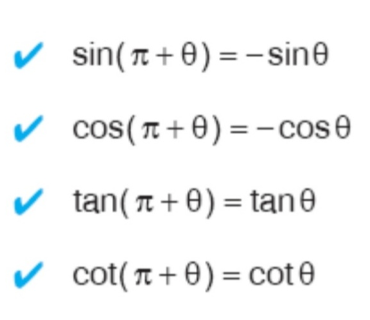 ✔ sin(π+θ)=−sinθ
✔ cos(π+θ)=−cosθ
✔ tan(π+θ)=tanθ
✔ cot(π+θ)=cotθ